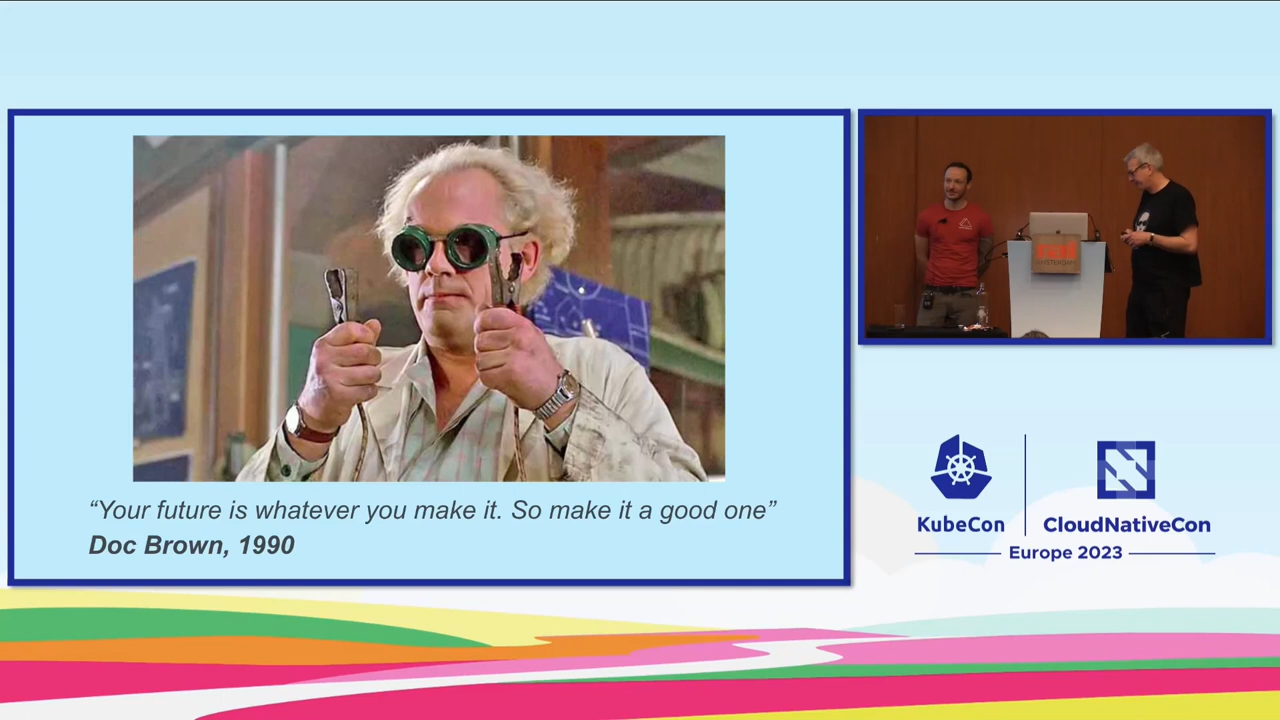 “Your future is whatever you make it. So make it a good one”
Doc Brown, 1990
AMSTERDAM
KubeCon
CloudNativeCon
Europe 2023